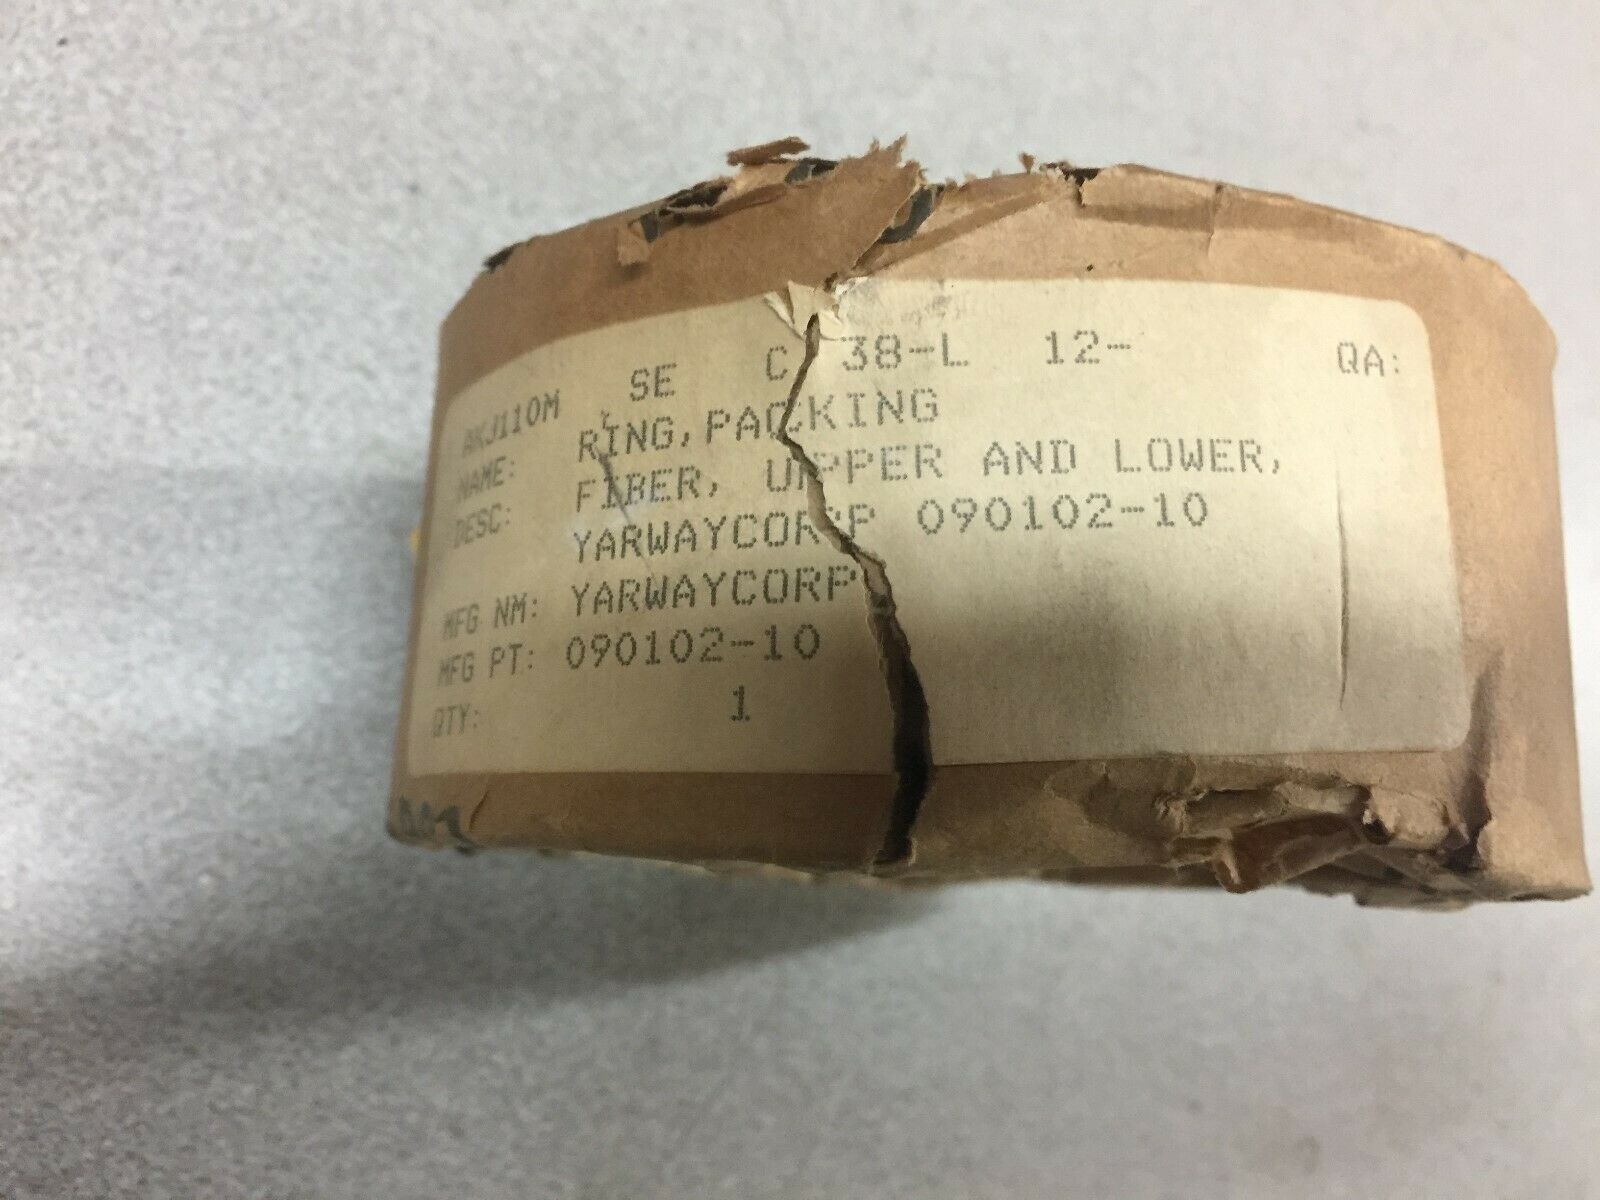 AKJ110M SE C 38-L 12- QA:
NAME: RING,PACKING
DESC: FIBER, UPPER AND LOWER,
YARWAYCORP 090102-10
MFG NM: YARWAYCORP
MFG PT: 090102-10
QTY: 1